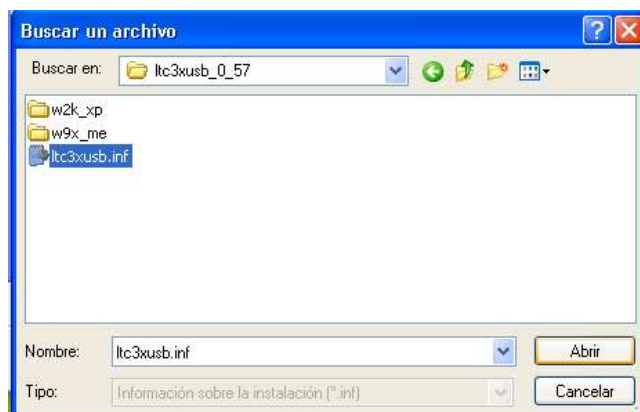 Buscar un archivo
Buscar en: ltc3xusb_0_57
w2k_xp
w9x_me
ltc3xusb.inf
Nombre: ltc3xusb.inf Abrir
Tipo: Información sobre la instalación (*.inf) Cancelar